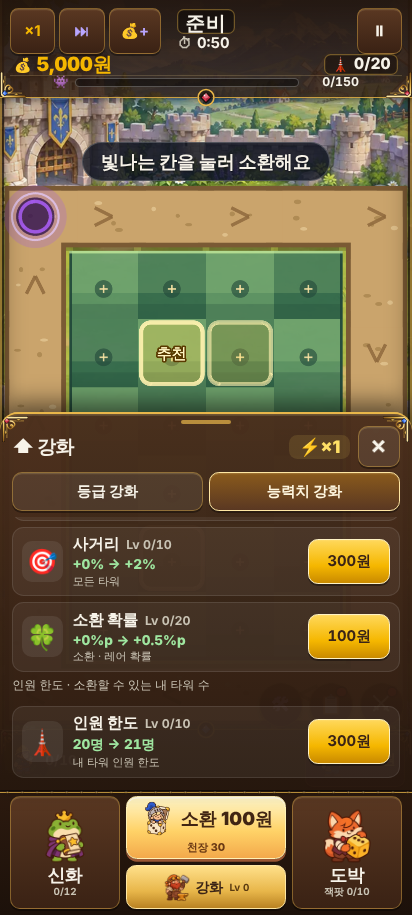 ×1
+
준비
0:50
5,000원
0/20
0/150
빛나는 칸을 눌러 소환해요
추천
강화
×1
×
등급 강화
능력치 강화
사거리 Lv 0/10
+0% → +2%
모든 타워
300원
소환 확률 Lv 0/20
+0%p → +0.5%p
소환 · 레어 확률
100원
인원 한도 · 소환할 수 있는 내 타워 수
인원 한도 Lv 0/10
20명 → 21명
내 타워 인원 한도
300원
신화
0/12
소환 100원
천장 30
강화 Lv 0
도박
잭팟 0/10